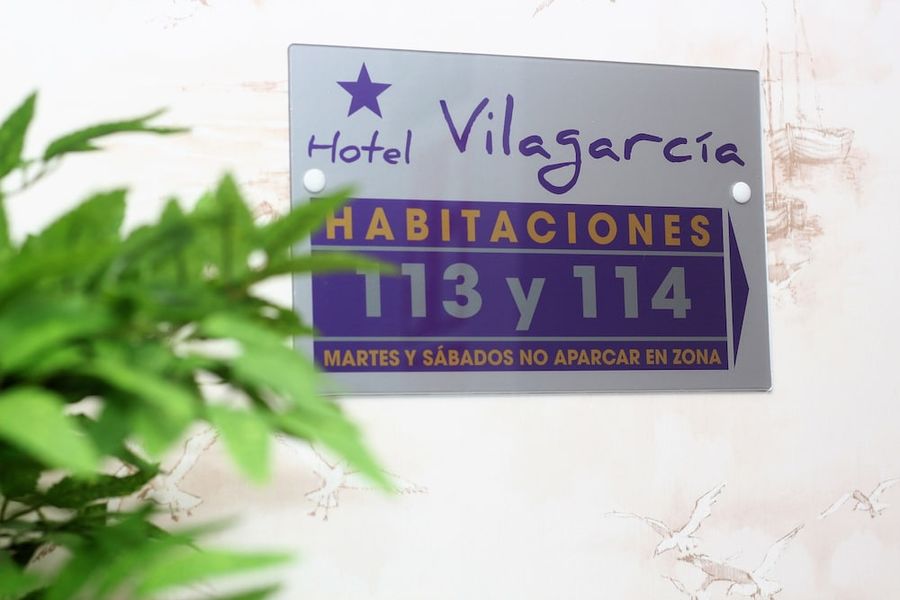 Hotel Vilagarcía
HABITACIONES
113 y 114
MARTES Y SÁBADOS NO APARCAR EN ZONA